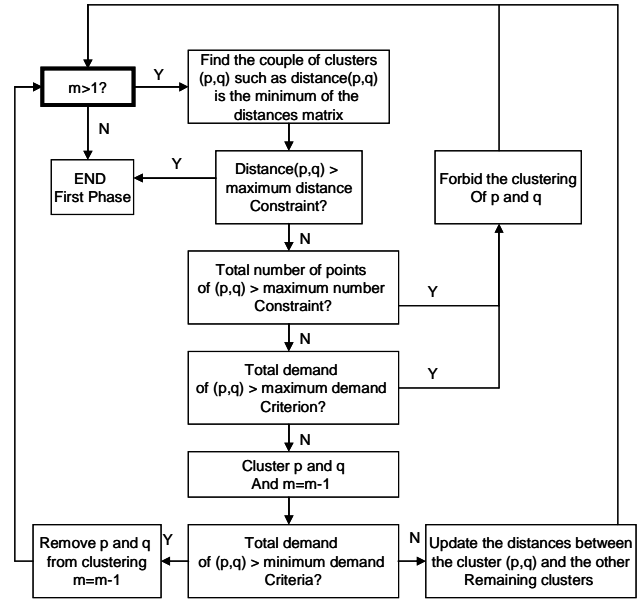 m>1?
Y
Find the couple of clusters
(p,q) such as distance(p,q)
is the minimum of the
distances matrix
N
END
First Phase
Y
Distance(p,q) >
maximum distance
Constraint?
Forbid the clustering
Of p and q
N
Total number of points
of (p,q) > maximum number
Constraint?
Y
N
Total demand
of (p,q) > maximum demand
Criterion?
Y
N
Cluster p and q
And m=m-1
Remove p and q
from clustering
m=m-1
Y
Total demand
of (p,q) > minimum demand
Criteria?
N
Update the distances between
the cluster (p,q) and the other
Remaining clusters